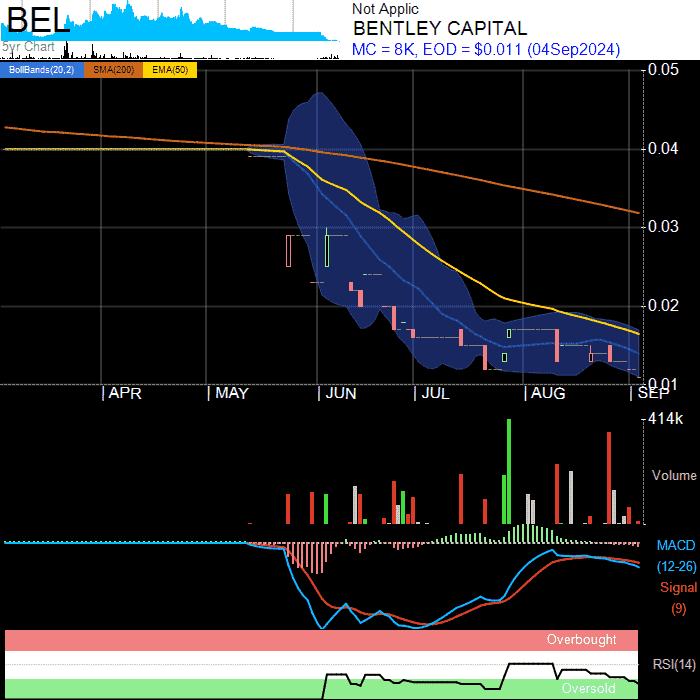 BEL
5yr Chart
Not Applic
BENTLEY CAPITAL
MC = 8K, EOD = $0.011 (04Sep2024)
BollBands(20,2) SMA(200) EMA(50)
0.05
0.04
0.03
0.02
0.01
APR MAY JUN JUL AUG SEP
414k
Volume
MACD
(12-26)
Signal
(9)
Overbought
RSI(14)
Oversold